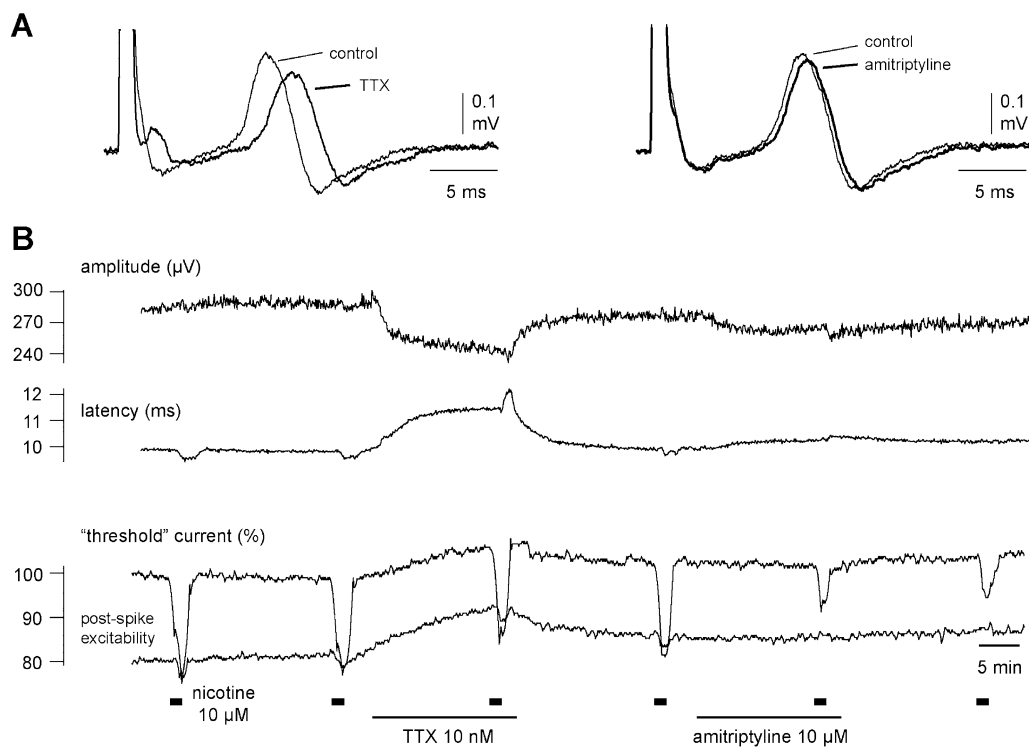 A
control
TTX
0.1
mV
5 ms
control
amitriptyline
0.1
mV
5 ms
B
amplitude (µV)
300
270
240
latency (ms)
12
11
10
"threshold" current (%)
100
90
80
post-spike
excitability
5 min
nicotine
10 µM
TTX 10 nM
amitriptyline 10 µM